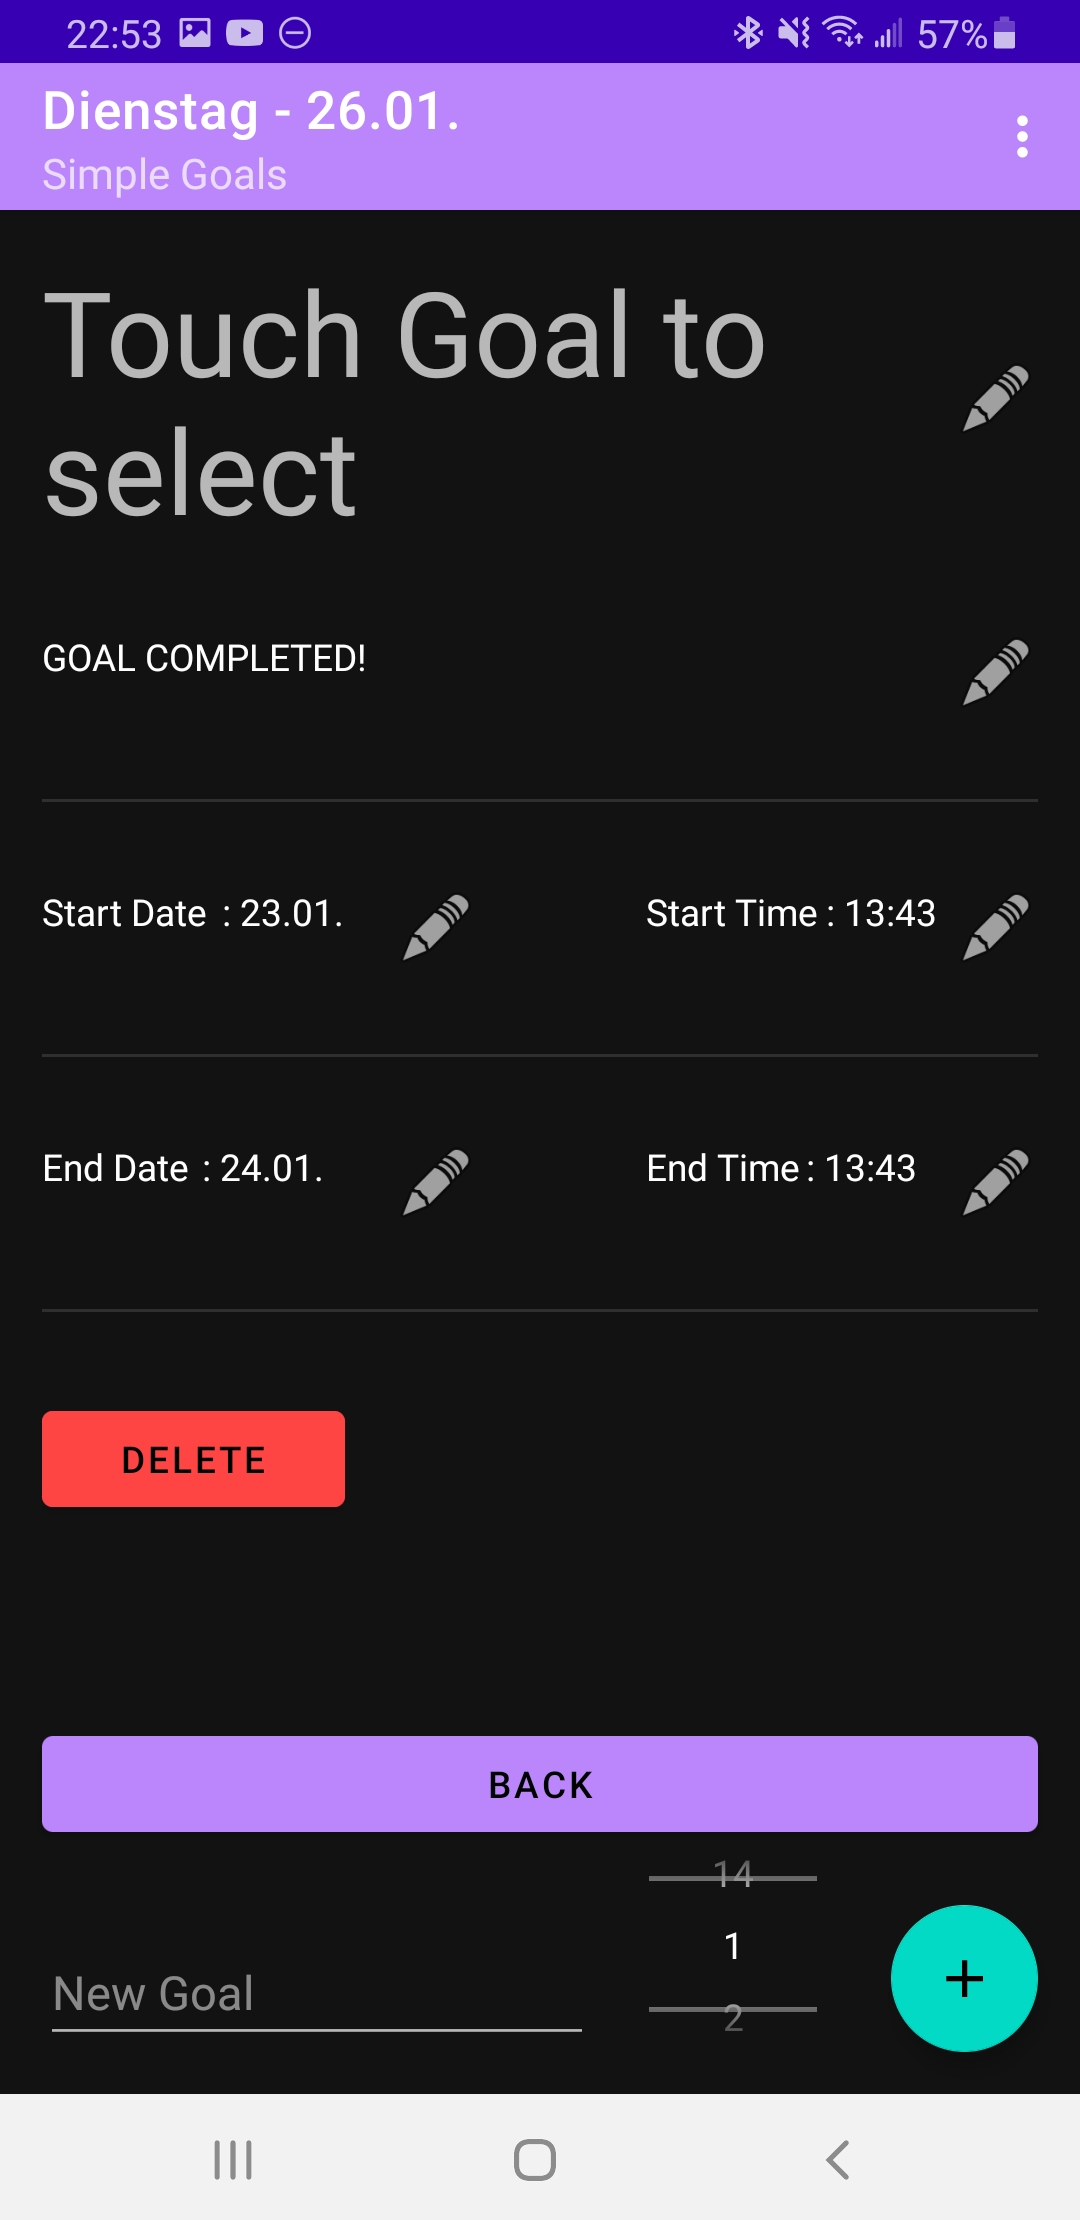 22:53 57%
Dienstag - 26.01.
Simple Goals
Touch Goal to
select
GOAL COMPLETED!
Start Date : 23.01. Start Time : 13:43
End Date : 24.01. End Time : 13:43
DELETE
BACK
14
1
New Goal
2